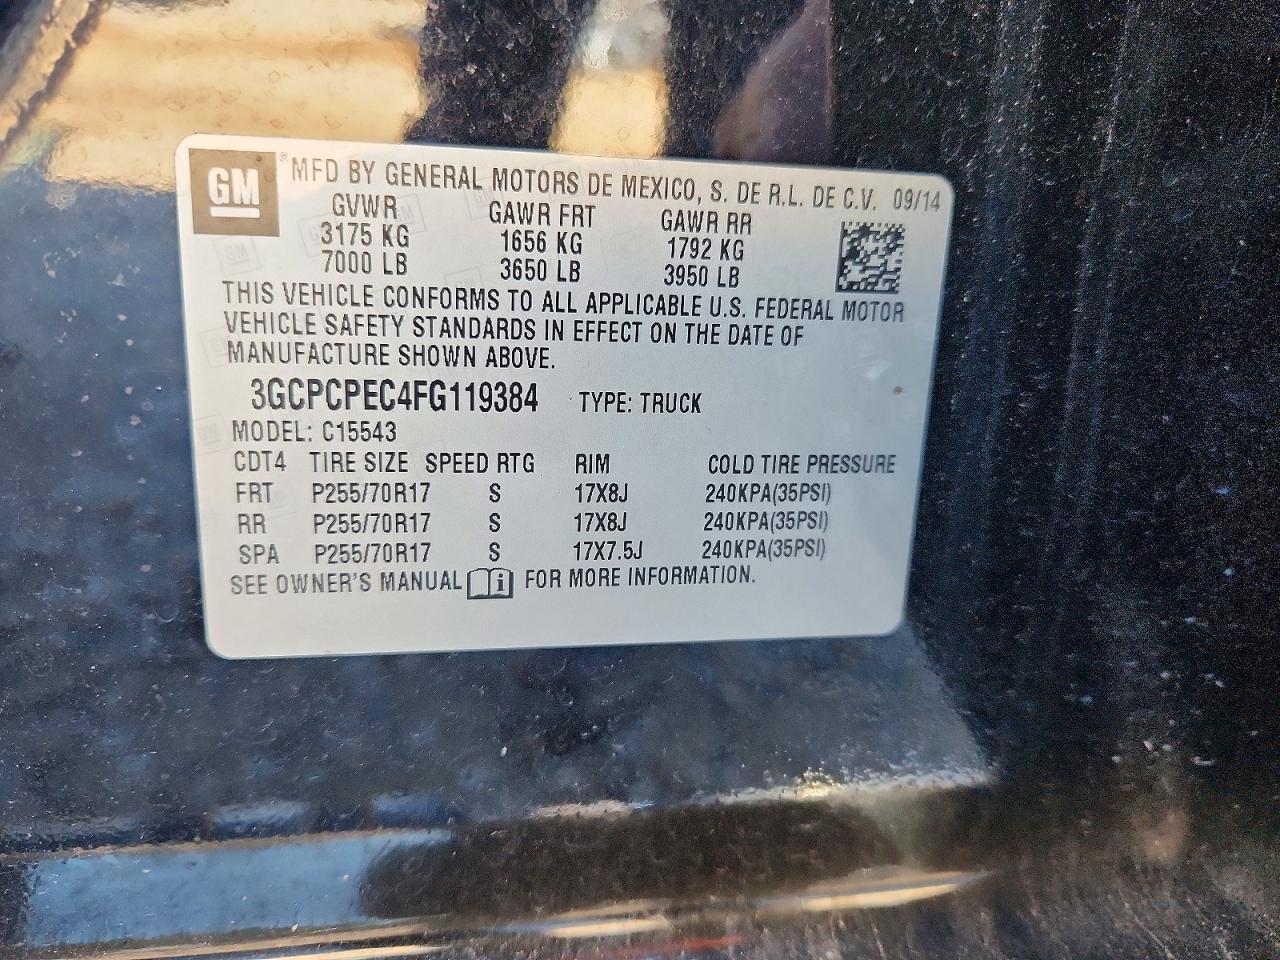 GM ® MFD BY GENERAL MOTORS DE MEXICO, S. DE R.L. DE C.V. 09/14
GVWR GAWR FRT GAWR RR
3175 KG 1656 KG 1792 KG
7000 LB 3650 LB 3950 LB
THIS VEHICLE CONFORMS TO ALL APPLICABLE U.S. FEDERAL MOTOR
VEHICLE SAFETY STANDARDS IN EFFECT ON THE DATE OF
MANUFACTURE SHOWN ABOVE.
3GCPCPEC4FG119384 TYPE: TRUCK
MODEL: C15543
CDT4 TIRE SIZE SPEED RTG RIM COLD TIRE PRESSURE
FRT P255/70R17 S 17X8J 240KPA(35PSI)
RR P255/70R17 S 17X8J 240KPA(35PSI)
SPA P255/70R17 S 17X7.5J 240KPA(35PSI)
SEE OWNER'S MANUAL i FOR MORE INFORMATION.